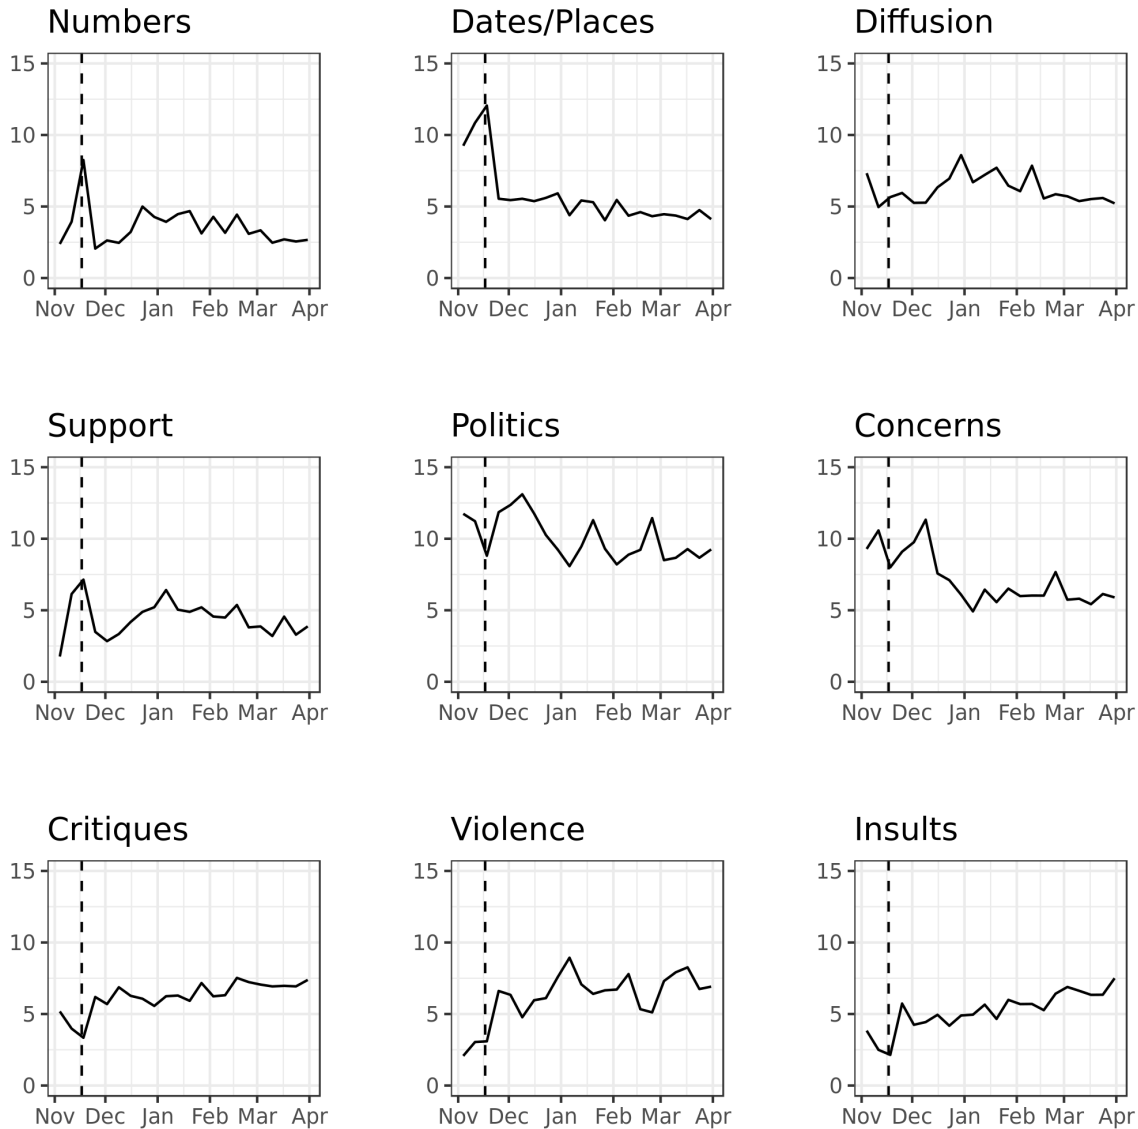 Numbers Dates/Places Diffusion
15 15 15
10 10 10
5 5 5
0 0 0
Nov Dec Jan Feb Mar Apr Nov Dec Jan Feb Mar Apr Nov Dec Jan Feb Mar Apr
Support Politics Concerns
15 15 15
10 10 10
5 5 5
0 0 0
Nov Dec Jan Feb Mar Apr Nov Dec Jan Feb Mar Apr Nov Dec Jan Feb Mar Apr
Critiques Violence Insults
15 15 15
10 10 10
5 5 5
0 0 0
Nov Dec Jan Feb Mar Apr Nov Dec Jan Feb Mar Apr Nov Dec Jan Feb Mar Apr